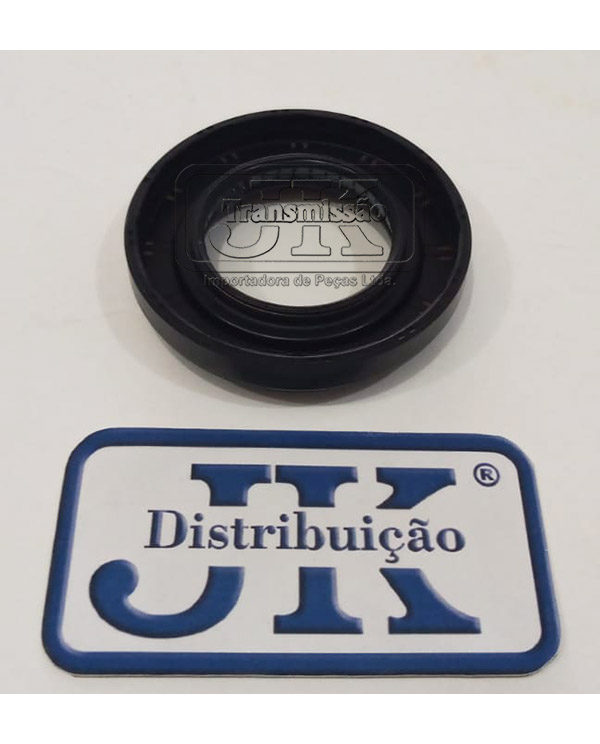 JK
Transmissão
Importadora de Peças Ltda.
JK ®
Distribuição